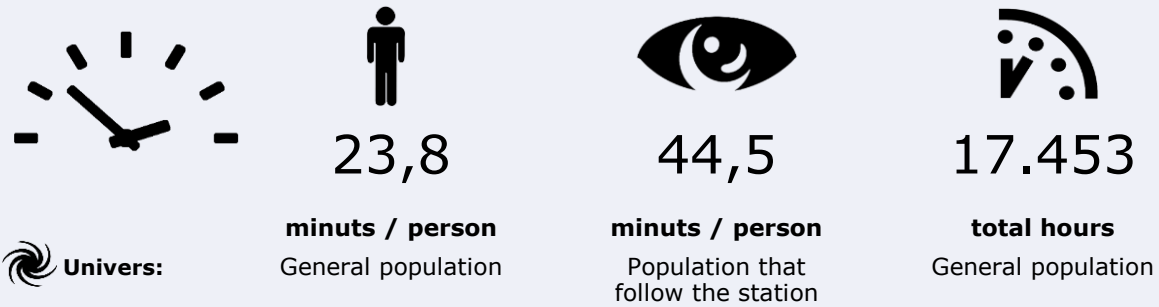 23,8
44,5
17.453
minuts / person
minuts / person
total hours
Univers:
General population
Population that
follow the station
General population